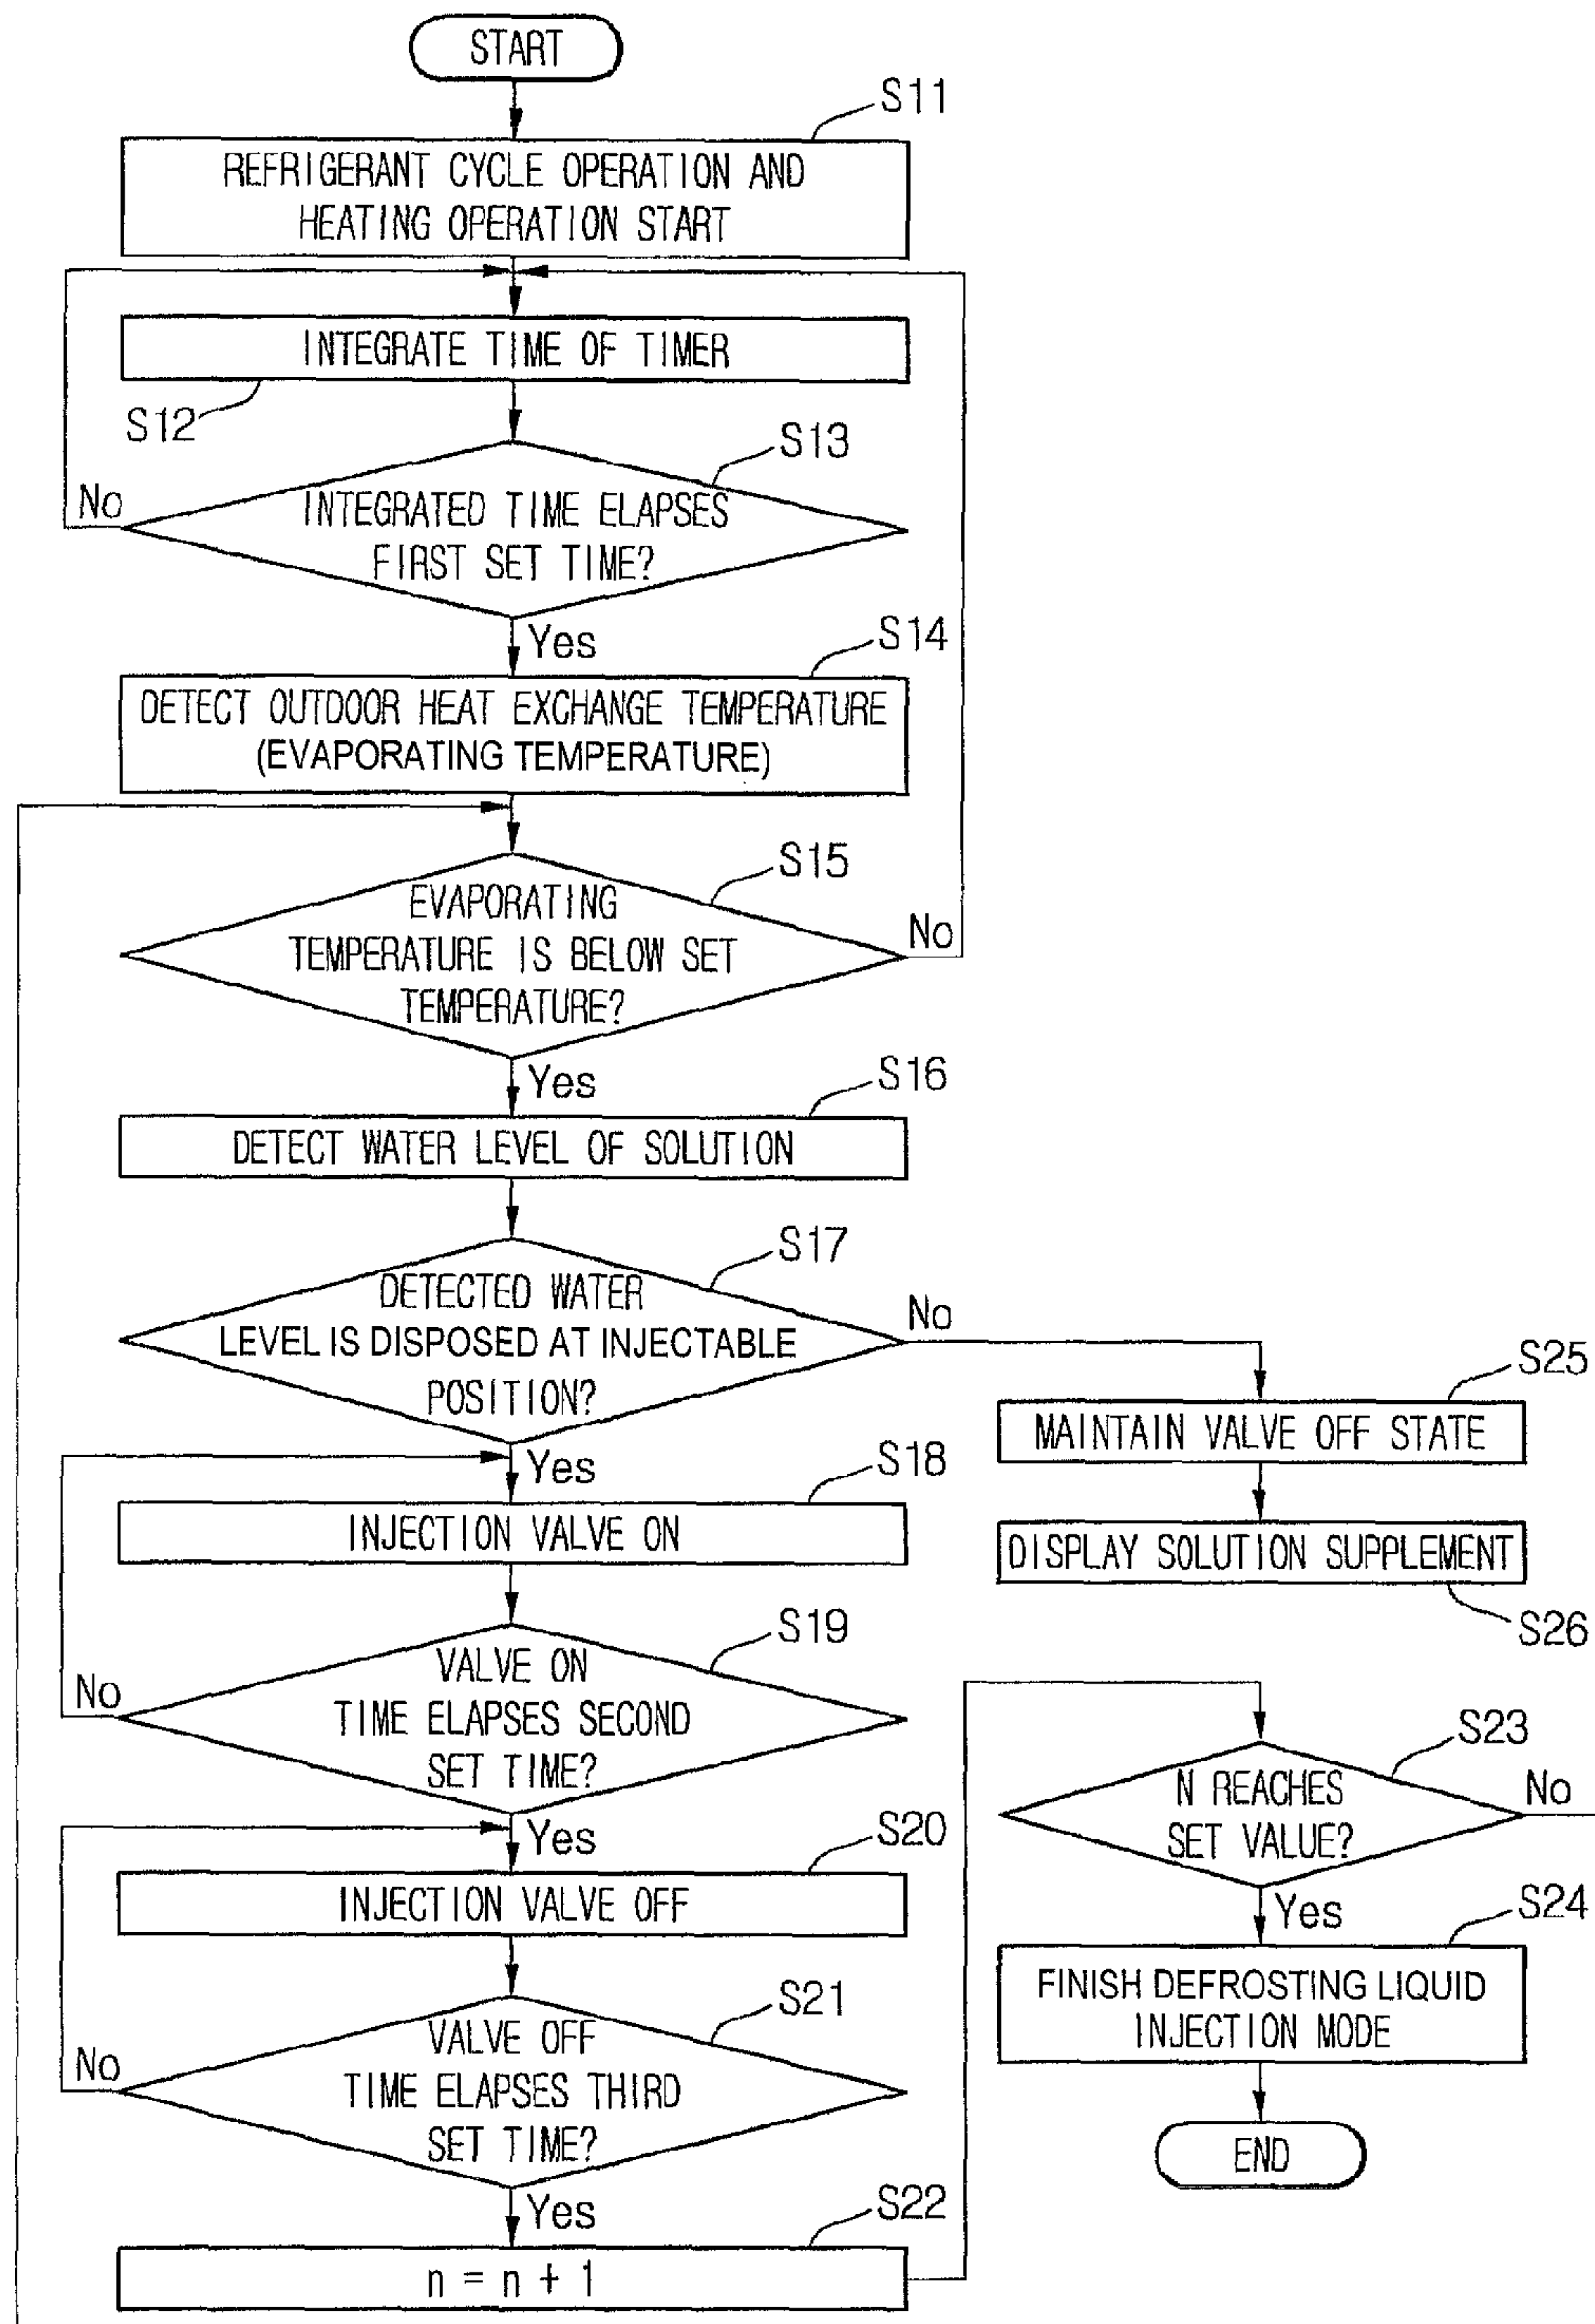 START
S11
REFRIGERANT CYCLE OPERATION AND
HEATING OPERATION START
INTEGRATE TIME OF TIMER
S12
S13
No
INTEGRATED TIME ELAPSES
FIRST SET TIME?
Yes
S14
DETECT OUTDOOR HEAT EXCHANGE TEMPERATURE
(EVAPORATING TEMPERATURE)
S15
EVAPORATING
TEMPERATURE IS BELOW SET
TEMPERATURE?
No
Yes
S16
DETECT WATER LEVEL OF SOLUTION
S17
DETECTED WATER
LEVEL IS DISPOSED AT INJECTABLE
POSITION?
No
Yes
S18
INJECTION VALVE ON
S19
VALVE ON
TIME ELAPSES SECOND
SET TIME?
No
Yes
S20
INJECTION VALVE OFF
S21
VALVE OFF
TIME ELAPSES THIRD
SET TIME?
No
Yes
S22
n = n + 1
S25
MAINTAIN VALVE OFF STATE
DISPLAY SOLUTION SUPPLEMENT
S26
S23
N REACHES
SET VALUE?
No
Yes
S24
FINISH DEFROSTING LIQUID
INJECTION MODE
END